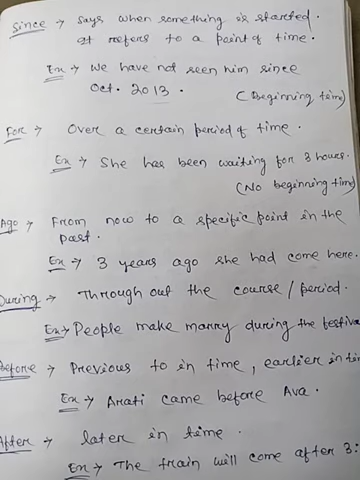 Since → Says when something is started.
It refers to a point of time.
Ex → We have not seen him since
Oct. 2013.
(Beginning time)
For → Over a certain period of time.
Ex → She has been waiting for 3 hours.
(No beginning time)
Ago → From now to a specific point in the
past.
Ex → 3 years ago she had come here.
During → Through out the course/period.
Ex → People make marry during the festival
Before → Previous to in time, earlier in time
Ex → Arati came before Ava.
After → later in time.
Ex → The train will come after 3: